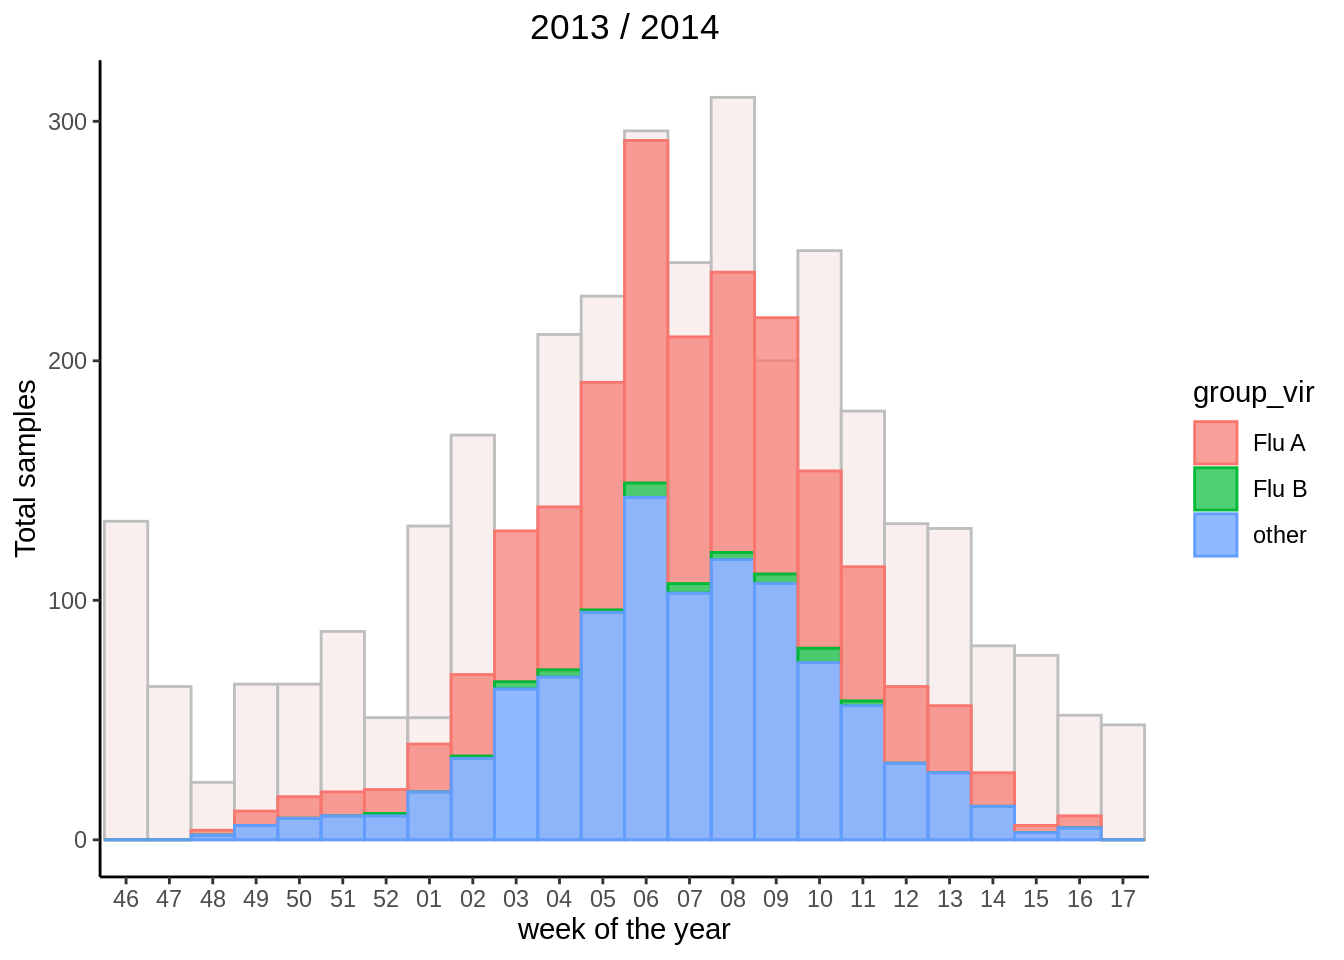 2013 / 2014
Total samples
300
200
100
0
46 47 48 49 50 51 52 01 02 03 04 05 06 07 08 09 10 11 12 13 14 15 16 17
week of the year
group_vir
Flu A
Flu B
other